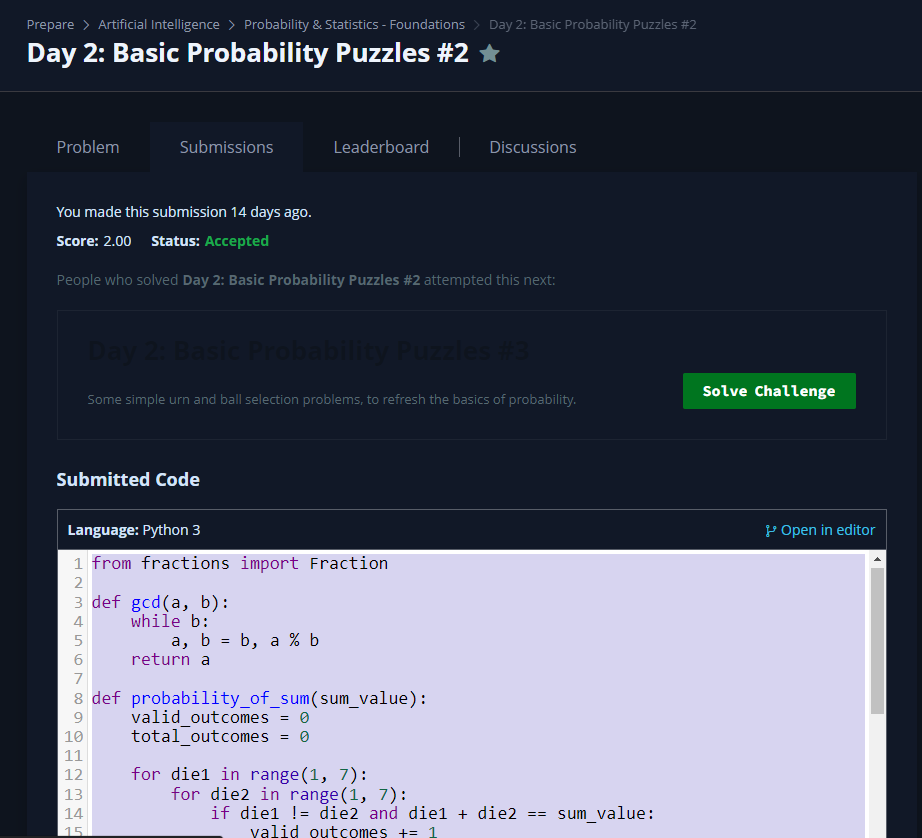 Prepare > Artificial Intelligence > Probability & Statistics - Foundations > Day 2: Basic Probability Puzzles #2
Day 2: Basic Probability Puzzles #2
Problem Submissions Leaderboard Discussions
You made this submission 14 days ago.
Score: 2.00 Status: Accepted
People who solved Day 2: Basic Probability Puzzles #2 attempted this next:
Day 2: Basic Probability Puzzles #3
Some simple urn and ball selection problems, to refresh the basics of probability.
Solve Challenge
Submitted Code
Language: Python 3 Open in editor
1 from fractions import Fraction
2
3 def gcd(a, b):
4     while b:
5         a, b = b, a % b
6     return a
7
8 def probability_of_sum(sum_value):
9     valid_outcomes = 0
10     total_outcomes = 0
11
12     for die1 in range(1, 7):
13         for die2 in range(1, 7):
14             if die1 != die2 and die1 + die2 == sum_value:
15                 valid_outcomes += 1